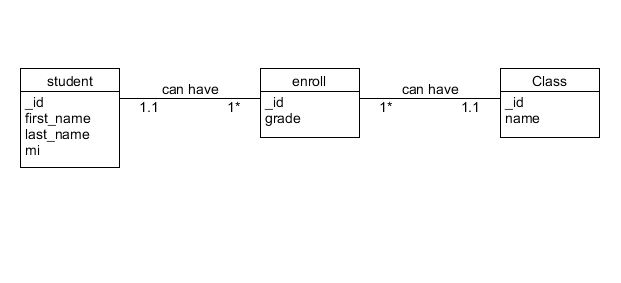 student
_id
first_name
last_name
mi
can have
1.1
1*
enroll
_id
grade
can have
1*
1.1
Class
_id
name